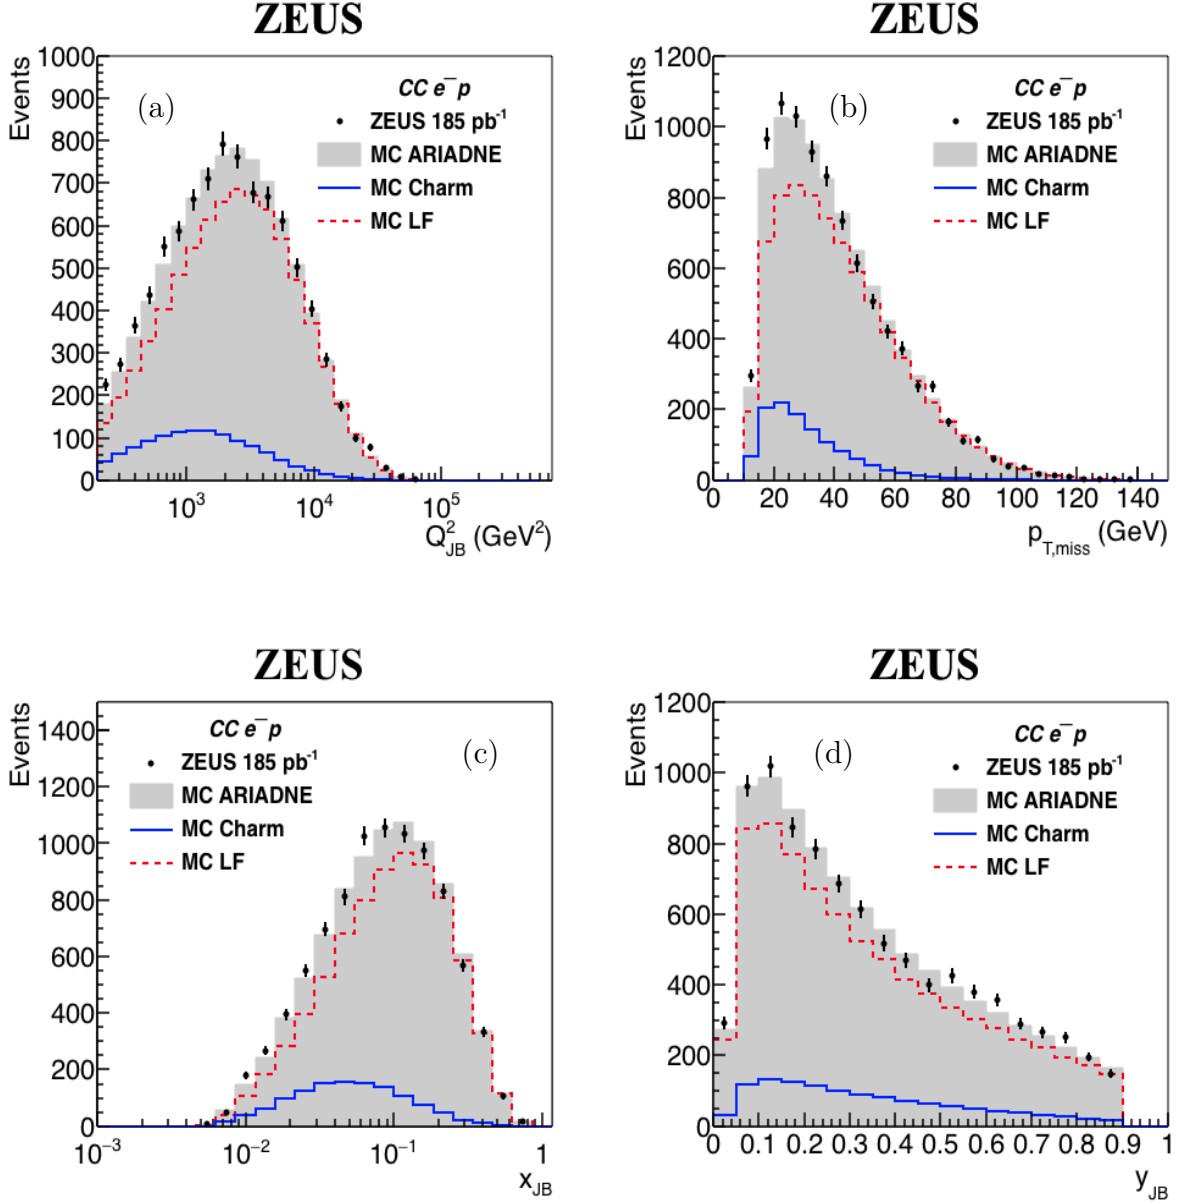 ZEUS
Events
1000
900
800
700
600
500
400
300
200
100
0
(a)
CC e¯p
ZEUS 185 pb⁻¹
MC ARIADNE
MC Charm
MC LF
10³ 10⁴ 10⁵
Q²_JB (GeV²)
ZEUS
Events
1200
1000
800
600
400
200
0
(b)
CC e¯p
ZEUS 185 pb⁻¹
MC ARIADNE
MC Charm
MC LF
0 20 40 60 80 100 120 140
p_T,miss (GeV)
ZEUS
Events
1400
1200
1000
800
600
400
200
0
CC e¯p
ZEUS 185 pb⁻¹
MC ARIADNE
MC Charm
MC LF
(c)
10⁻³ 10⁻² 10⁻¹ 1
x_JB
ZEUS
Events
1200
1000
800
600
400
200
0
(d)
CC e¯p
ZEUS 185 pb⁻¹
MC ARIADNE
MC Charm
MC LF
0 0.1 0.2 0.3 0.4 0.5 0.6 0.7 0.8 0.9 1
y_JB